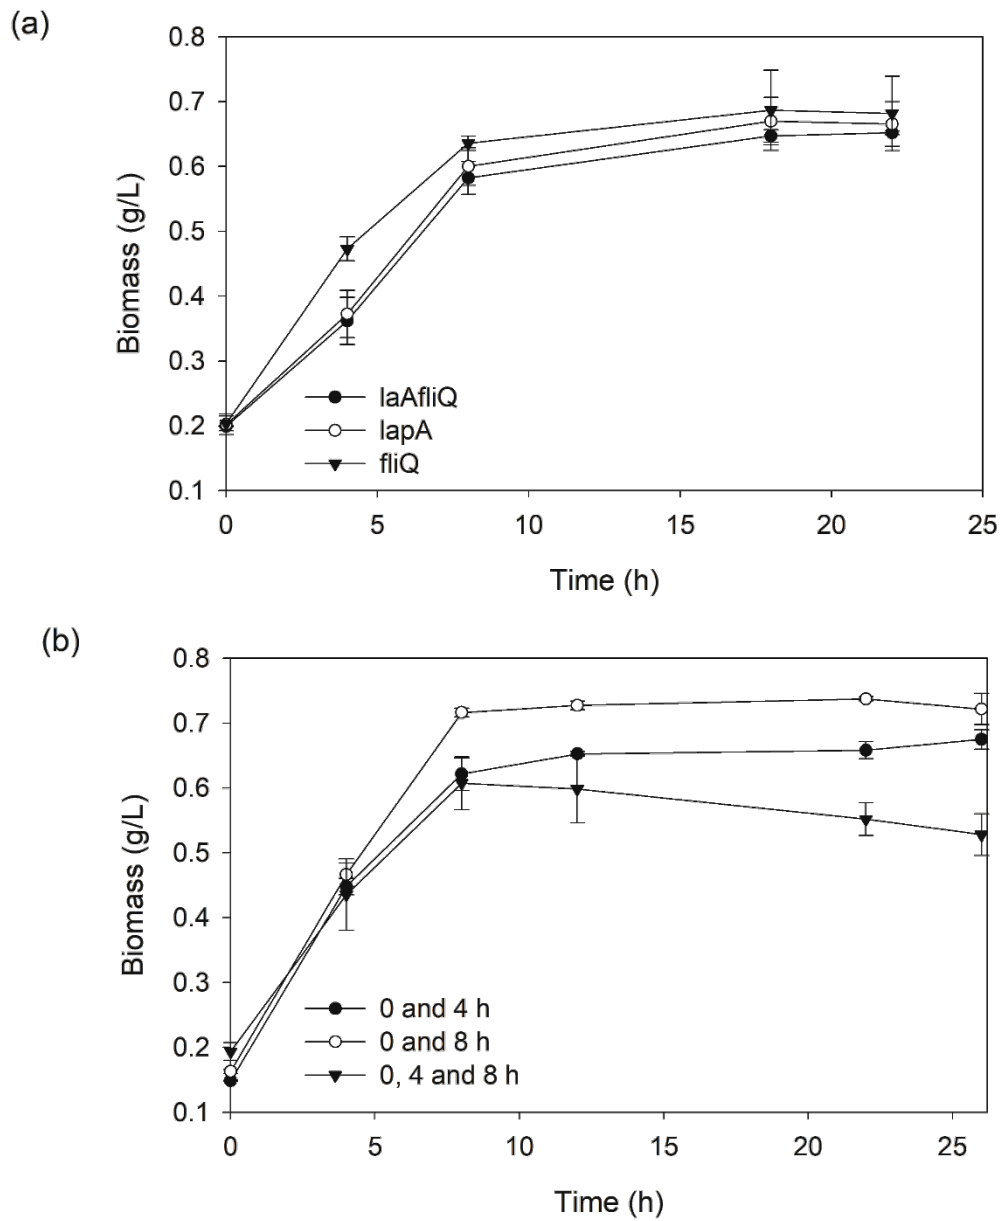 (a)
0.8
0.7
0.6
0.5
0.4
0.3
0.2
0.1
Biomass (g/L)
laAfliQ
lapA
fliQ
0 5 10 15 20 25
Time (h)
(b)
0.8
0.7
0.6
0.5
0.4
0.3
0.2
0.1
Biomass (g/L)
0 and 4 h
0 and 8 h
0, 4 and 8 h
0 5 10 15 20 25
Time (h)